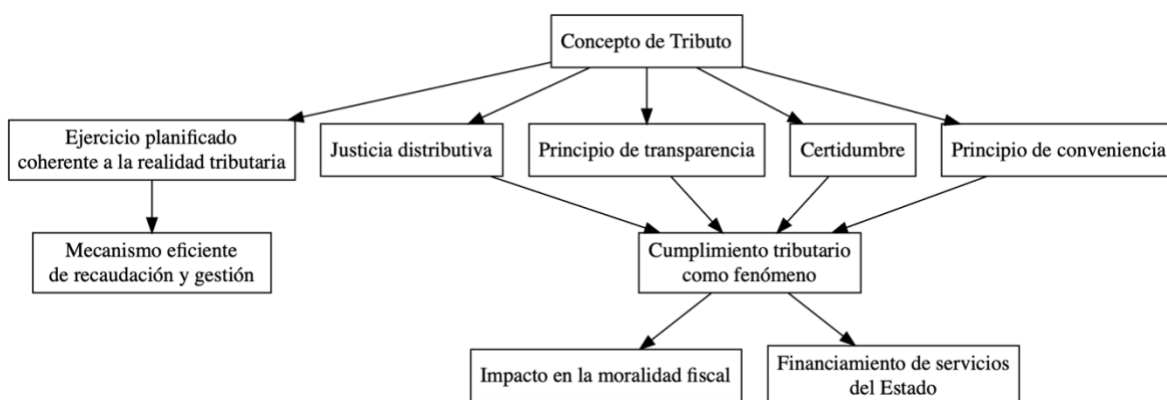 Concepto de Tributo
Ejercicio planificado
coherente a la realidad tributaria
Justicia distributiva
Principio de transparencia
Certidumbre
Principio de conveniencia
Mecanismo eficiente
de recaudación y gestión
Cumplimiento tributario
como fenómeno
Impacto en la moralidad fiscal
Financiamiento de servicios
del Estado